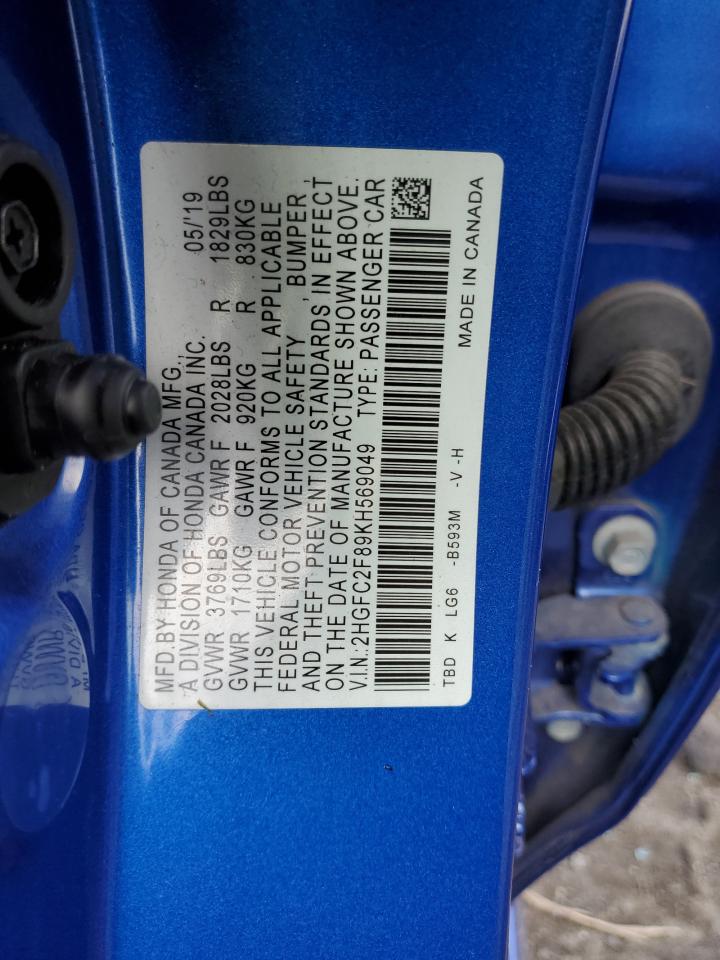 MFD.BY HONDA OF CANADA MFG.,
A DIVISION OF HONDA CANADA INC. 05/'19
GVWR 3769LBS GAWR F 2028LBS R 1829LBS
GVWR 1710KG GAWR F 920KG R 830KG
THIS VEHICLE CONFORMS TO ALL APPLICABLE
FEDERAL MOTOR VEHICLE SAFETY , BUMPER ,
AND THEFT PREVENTION STANDARDS IN EFFECT
ON THE DATE OF MANUFACTURE SHOWN ABOVE.
V.I.N.:2HGFC2F89KH569049 TYPE: PASSENGER CAR
TBD K LG6 -B593M -V -H
MADE IN CANADA